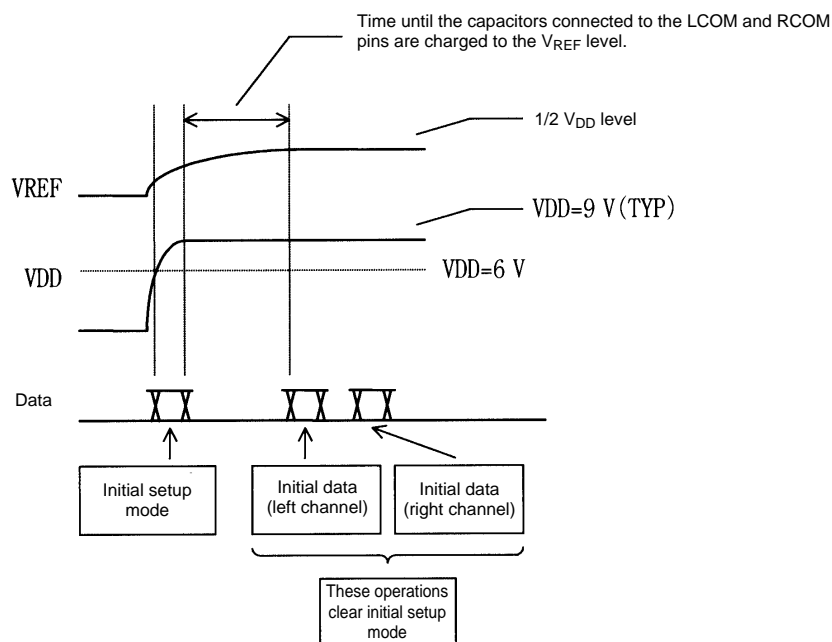 Time until the capacitors connected to the LCOM and RCOM
pins are charged to the VREF level.
1/2 VDD level
VREF
VDD=9 V(TYP)
VDD
VDD=6 V
Data
Initial setup
mode
Initial data
(left channel)
Initial data
(right channel)
These operations
clear initial setup
mode